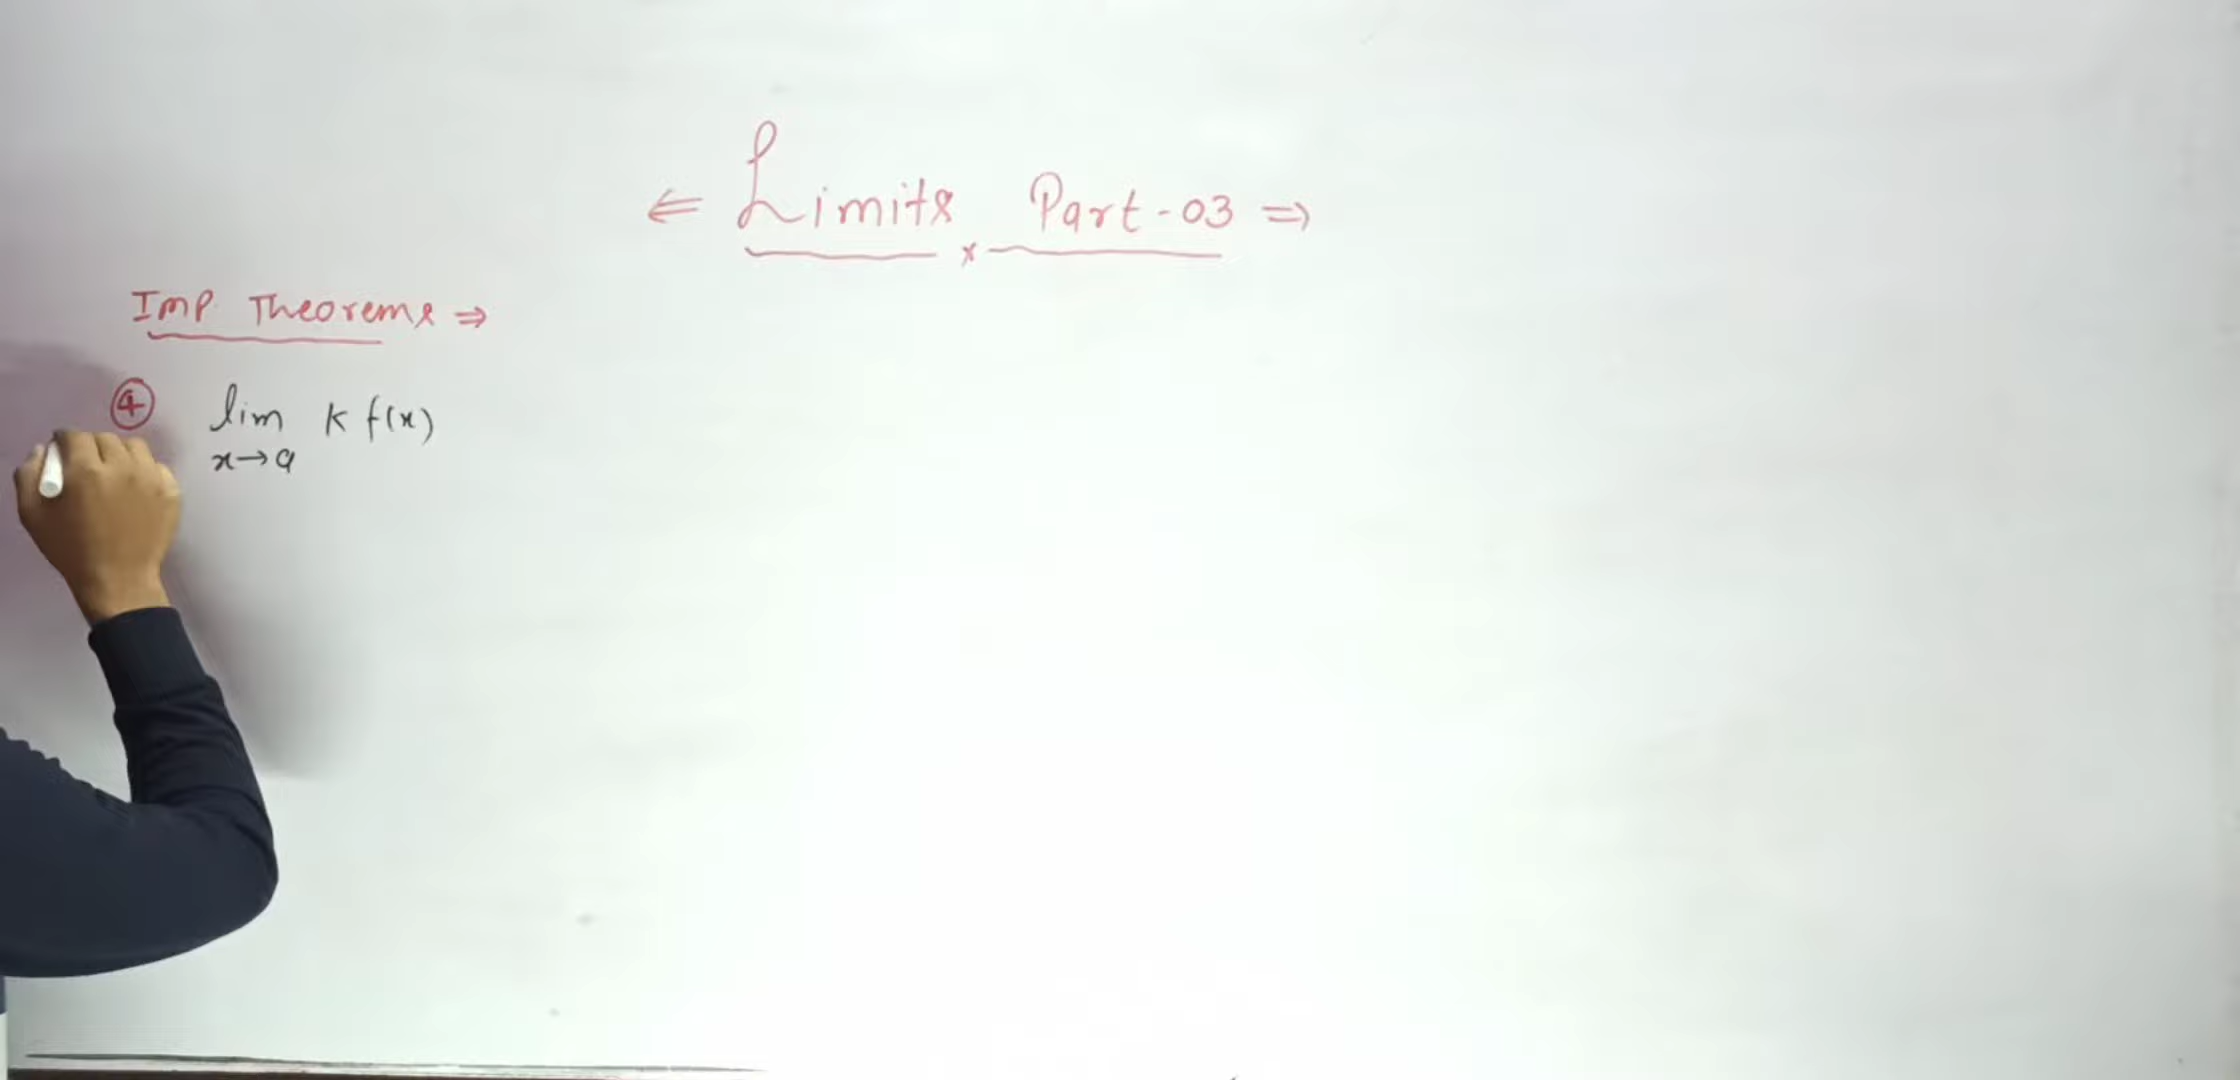 ⇐ Limits Part-03 ⇒
Imp. Theorems ⇒
④ lim k f(x)
x→a